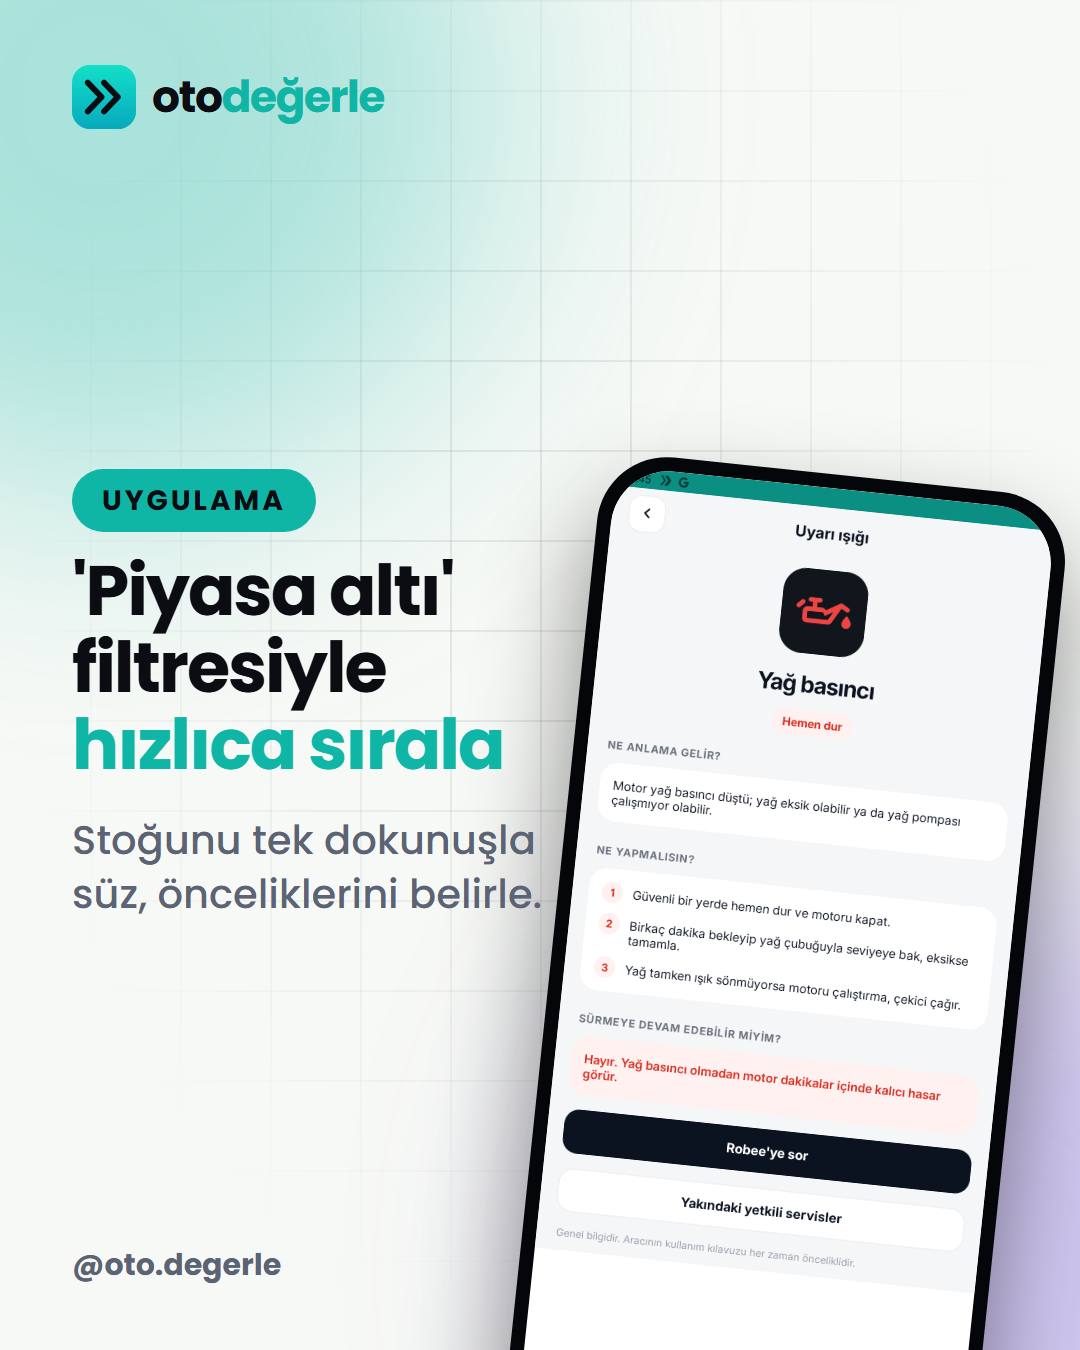 otodeğerle
UYGULAMA
'Piyasa altı'
filtresiyle
hızlıca sırala
Stoğunu tek dokunuşla
süz, önceliklerini belirle.
@oto.degerle
Uyarı ışığı
Yağ basıncı
Hemen dur
NE ANLAMA GELİR?
Motor yağ basıncı düştü; yağ eksik olabilir ya da yağ pompası
çalışmıyor olabilir.
NE YAPMALISIN?
1 Güvenli bir yerde hemen dur ve motoru kapat.
2 Birkaç dakika bekleyip yağ çubuğuyla seviyeye bak, eksikse
tamamla.
3 Yağ tamken ışık sönmüyorsa motoru çalıştırma, çekici çağır.
SÜRMEYE DEVAM EDEBİLİR MİYİM?
Hayır. Yağ basıncı olmadan motor dakikalar içinde kalıcı hasar
görür.
Robee'ye sor
Yakındaki yetkili servisler
Genel bilgidir. Aracının kullanım kılavuzu her zaman önceliklidir.